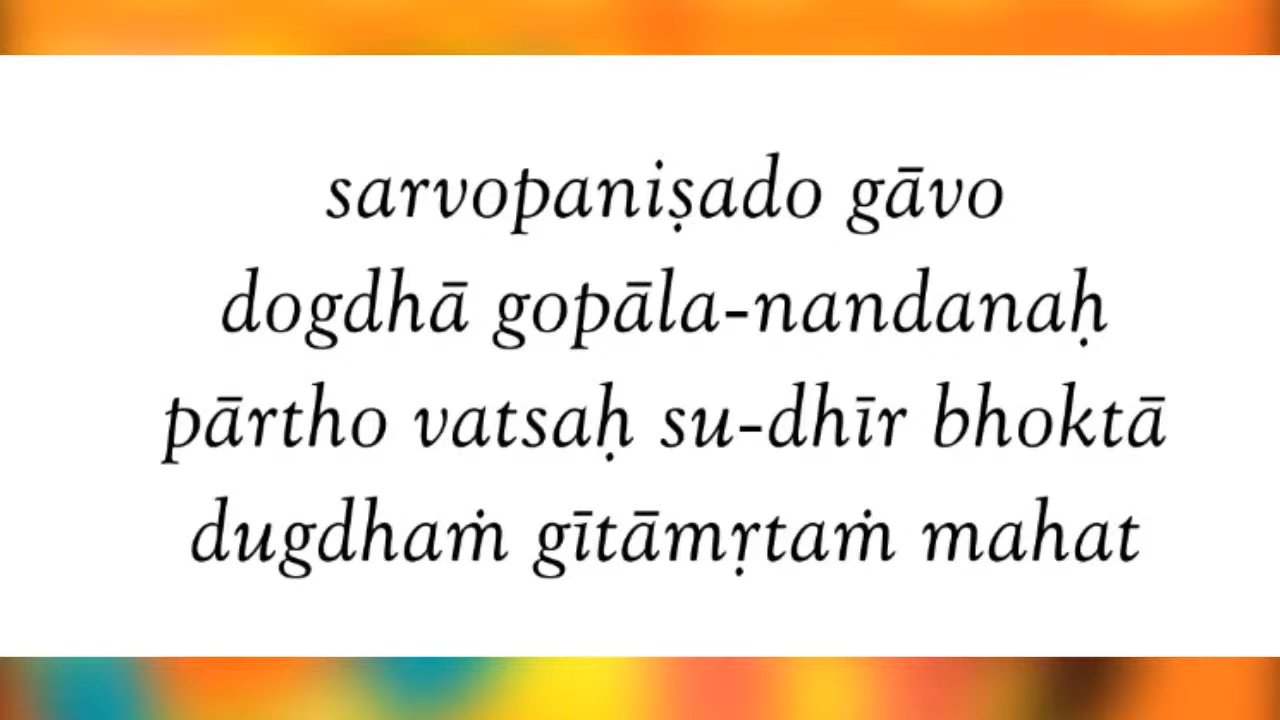 sarvopaniṣado gāvo
dogdhā gopāla-nandanaḥ
pārtho vatsaḥ su-dhīr bhoktā
dugdhaṁ gītāmṛtaṁ mahat